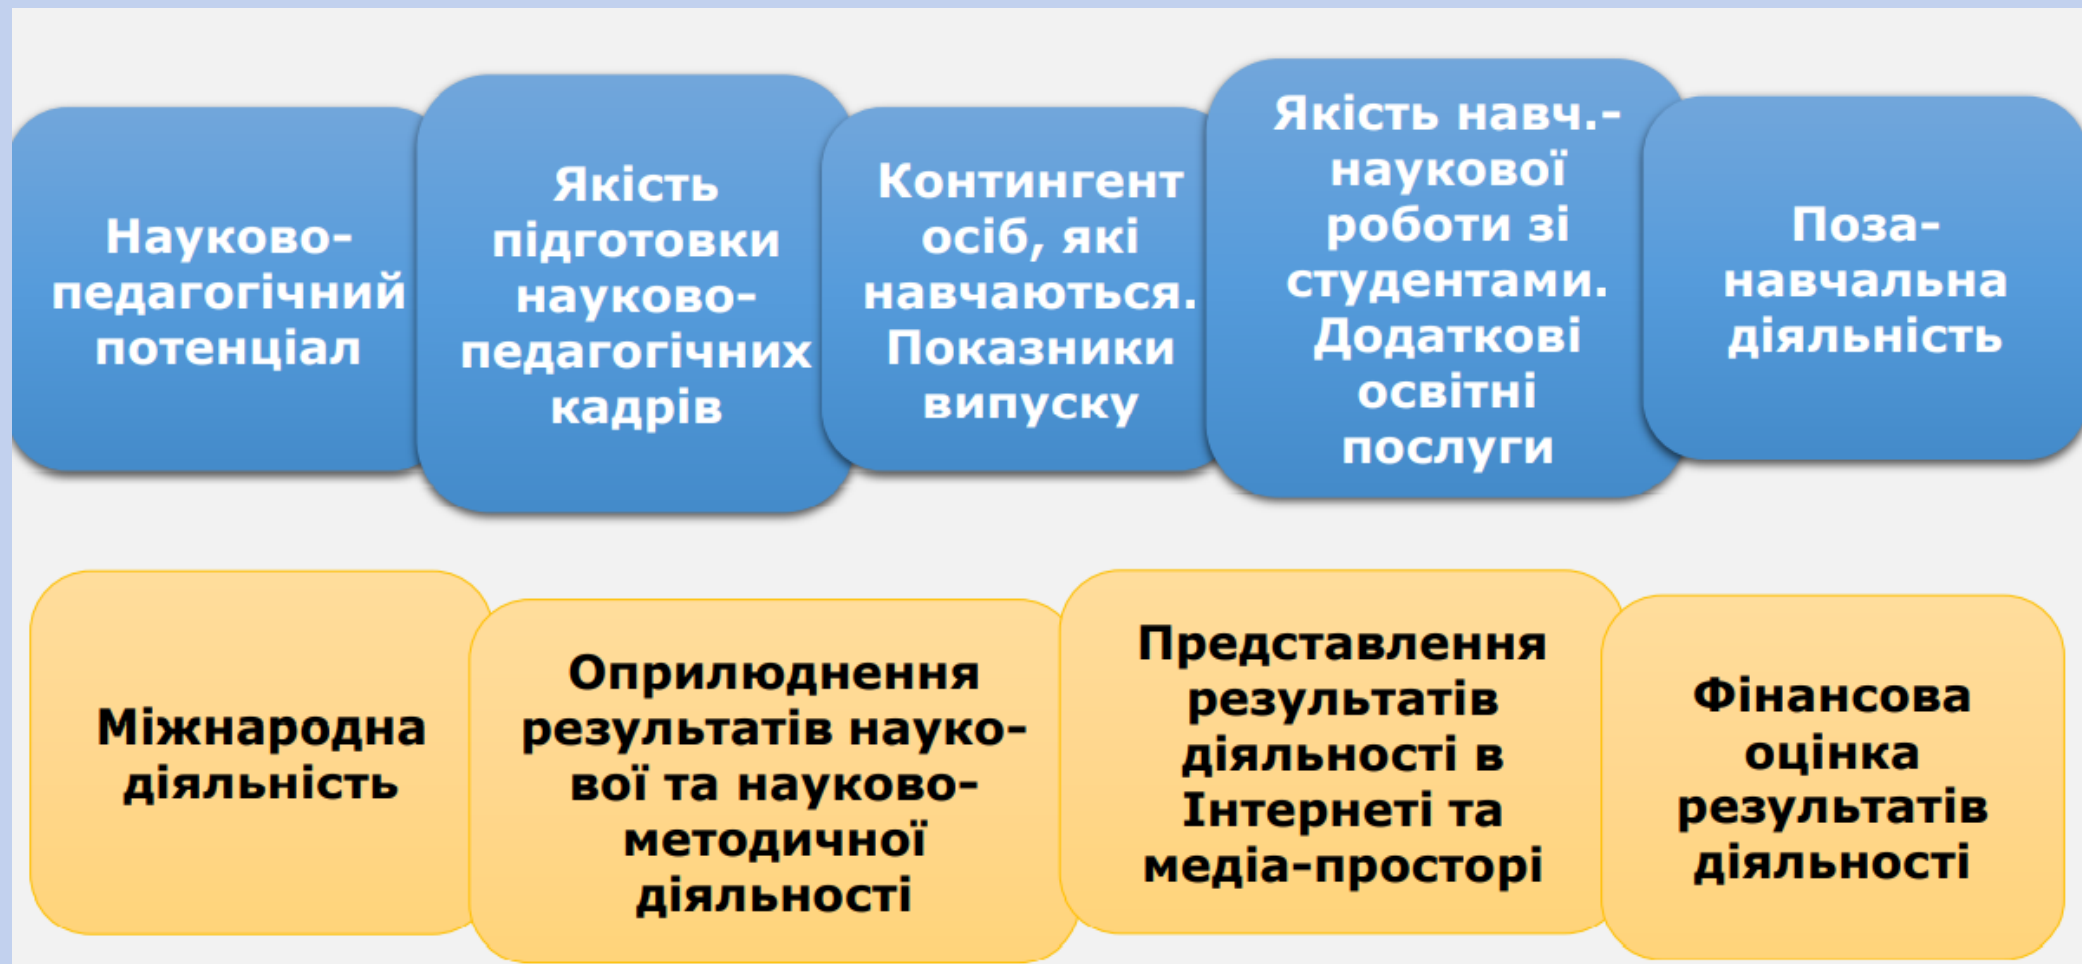 Науково-
педагогічний
потенціал
Якість
підготовки
науково-
педагогічних
кадрів
Контингент
осіб, які
навчаються.
Показники
випуску
Якість навч.-
наукової
роботи зі
студентами.
Додаткові
освітні
послуги
Поза-
навчальна
діяльність
Міжнародна
діяльність
Оприлюднення
результатів науко-
вої та науково-
методичної
діяльності
Представлення
результатів
діяльності в
Інтернеті та
медіа-просторі
Фінансова
оцінка
результатів
діяльності